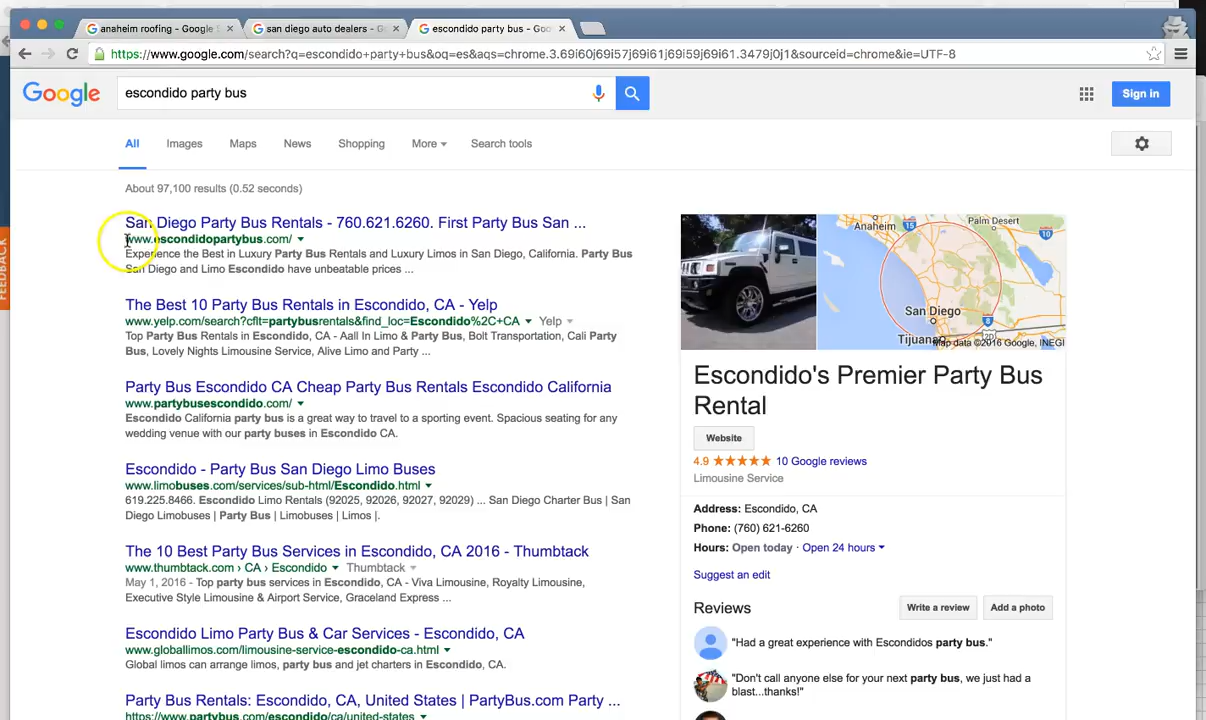 anaheim roofing - Google
san diego auto dealers - G
escondido party bus - Goo
https://www.google.com/search?q=escondido+party+bus&oq=es&aqs=chrome.3.69i60j69i57j69i61j69i59j69i61.3479j0j1&sourceid=chrome&ie=UTF-8
Google
escondido party bus
Sign in
All Images Maps News Shopping More Search tools
About 97,100 results (0.52 seconds)
San Diego Party Bus Rentals - 760.621.6260. First Party Bus San ...
www.escondidopartybus.com/
Experience the Best in Luxury Party Bus Rentals and Luxury Limos in San Diego, California. Party Bus
San Diego and Limo Escondido have unbeatable prices ...
The Best 10 Party Bus Rentals in Escondido, CA - Yelp
www.yelp.com/search?cflt=partybusrentals&find_loc=Escondido%2C+CA Yelp
Top Party Bus Rentals in Escondido, CA - Aall In Limo & Party Bus, Bolt Transportation, Cali Party
Bus, Lovely Nights Limousine Service, Alive Limo and Party ...
Party Bus Escondido CA Cheap Party Bus Rentals Escondido California
www.partybusescondido.com/
Escondido California party bus is a great way to travel to a sporting event. Spacious seating for any
wedding venue with our party buses in Escondido CA.
Escondido - Party Bus San Diego Limo Buses
www.limobuses.com/services/sub-html/Escondido.html
619.225.8466. Escondido Limo Rentals (92025, 92026, 92027, 92029) ... San Diego Charter Bus | San
Diego Limobuses | Party Bus | Limobuses | Limos |.
The 10 Best Party Bus Services in Escondido, CA 2016 - Thumbtack
www.thumbtack.com › CA › Escondido Thumbtack
May 1, 2016 - Top party bus services in Escondido, CA - Viva Limousine, Royalty Limousine,
Executive Style Limousine & Airport Service, Graceland Express ...
Escondido Limo Party Bus & Car Services - Escondido, CA
www.globallimos.com/limousine-service-escondido-ca.html
Global limos can arrange limos, party bus and jet charters in Escondido, CA.
Party Bus Rentals: Escondido, CA, United States | PartyBus.com Party ...
https://www.partybus.com/escondido/ca/united-states
FEEDBACK
Anaheim
Palm Desert
10
San Diego
8
Tijuana
2D
Map data ©2016 Google, INEGI
Escondido's Premier Party Bus
Rental
Website
4.9 10 Google reviews
Limousine Service
Address: Escondido, CA
Phone: (760) 621-6260
Hours: Open today · Open 24 hours
Suggest an edit
Reviews
Write a review
Add a photo
"Had a great experience with Escondidos party bus."
"Don't call anyone else for your next party bus, we just had a
blast...thanks!"